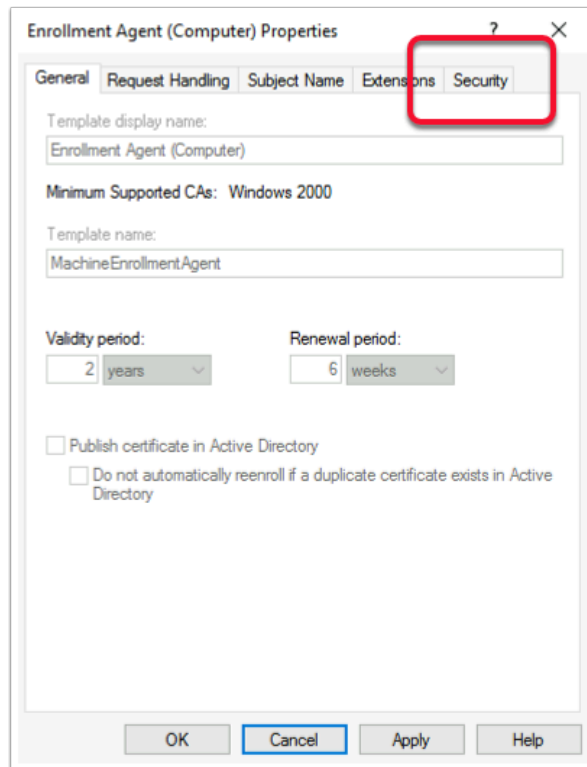 Enrollment Agent (Computer) Properties ?
General Request Handling Subject Name Extensions Security
Template display name:
Enrollment Agent (Computer)
Minimum Supported CAs: Windows 2000
Template name:
MachineEnrollmentAgent
Validity period: Renewal period:
2 years 6 weeks
Publish certificate in Active Directory
Do not automatically reenroll if a duplicate certificate exists in Active
Directory
OK Cancel Apply Help